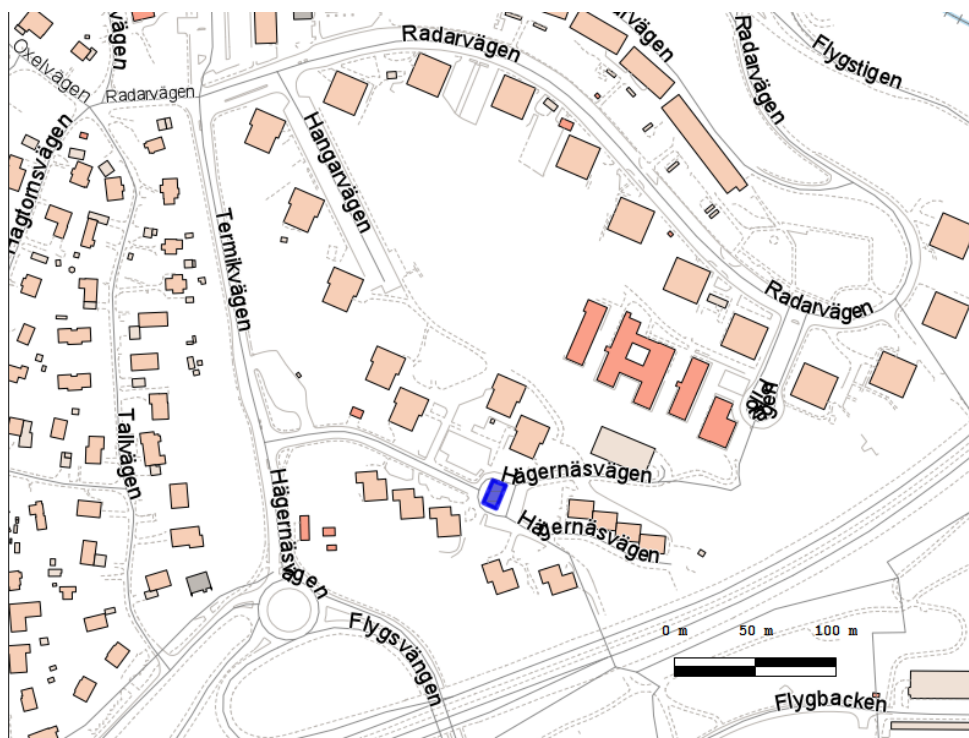 Radarvägen
Flygstigen
Radarvägen
Oxelvägen
Radarvägen
Hangarvägen
Hagtornsvägen
Termikvägen
Radarvägen
Tallvägen
Hägernäsvägen
Hägernäsvägen
Hägernäsvägen
Flygsvängen
0 m 50 m 100 m
Flygbacken